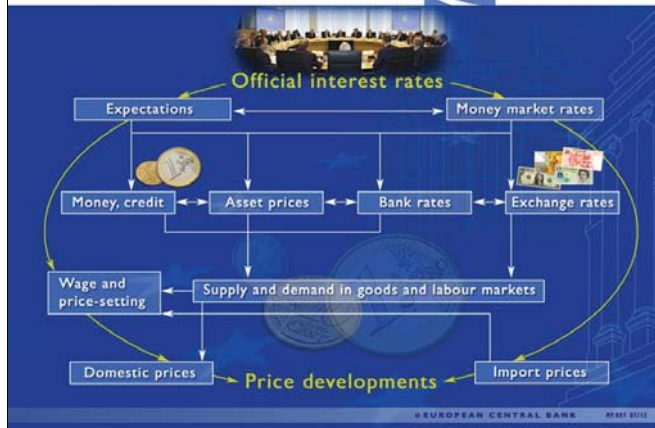 Official interest rates
Expectations
Money market rates
Money, credit
Asset prices
Bank rates
Exchange rates
Wage and
price-setting
Supply and demand in goods and labour markets
Domestic prices
Price developments
Import prices
© EUROPEAN CENTRAL BANK